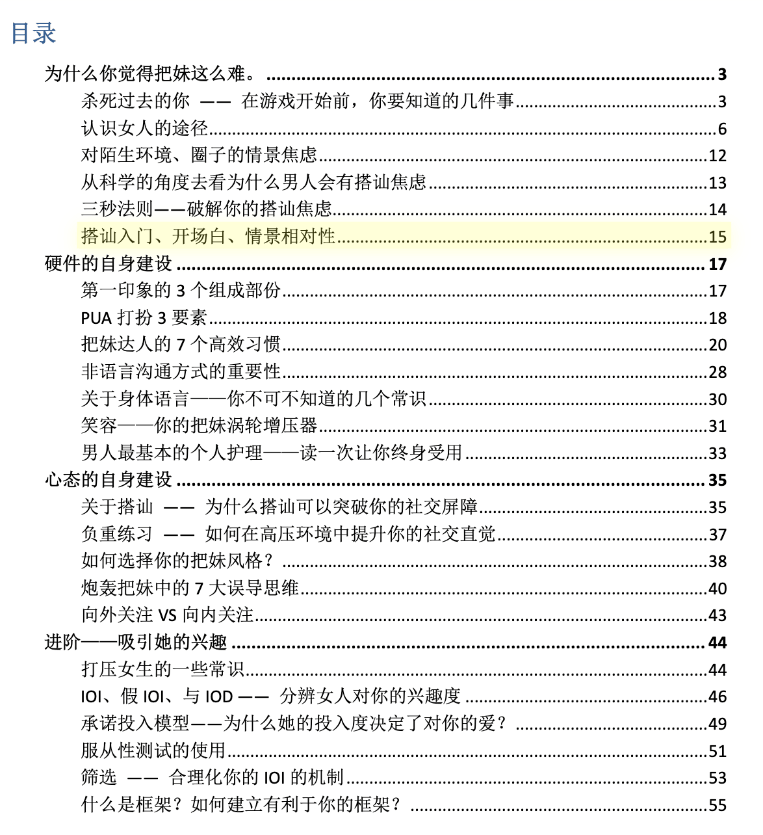 目录
为什么你觉得把妹这么难。 ........ 3
杀死过去的你 —— 在游戏开始前，你要知道的几件事........ 3
认识女人的途径........ 6
对陌生环境、圈子的情景焦虑........ 12
从科学的角度去看为什么男人会有搭讪焦虑........ 13
三秒法则——破解你的搭讪焦虑........ 14
搭讪入门、开场白、情景相对性........ 15
硬件的自身建设........ 17
第一印象的 3 个组成部份........ 17
PUA 打扮 3 要素........ 18
把妹达人的 7 个高效习惯........ 20
非语言沟通方式的重要性........ 28
关于身体语言——你不可不知道的几个常识........ 30
笑容——你的把妹涡轮增压器........ 31
男人最基本的个人护理——读一次让你终身受用........ 33
心态的自身建设........ 35
关于搭讪 —— 为什么搭讪可以突破你的社交屏障........ 35
负重练习 —— 如何在高压环境中提升你的社交直觉........ 37
如何选择你的把妹风格？ ........ 38
炮轰把妹中的 7 大误导思维........ 40
向外关注 VS 向内关注........ 43
进阶——吸引她的兴趣........ 44
打压女生的一些常识........ 44
IOI、假 IOI、与 IOD —— 分辨女人对你的兴趣度........ 46
承诺投入模型——为什么她的投入度决定了对你的爱？ ........ 49
服从性测试的使用........ 51
筛选 —— 合理化你的 IOI 的机制........ 53
什么是框架？如何建立有利于你的框架？ ........ 55